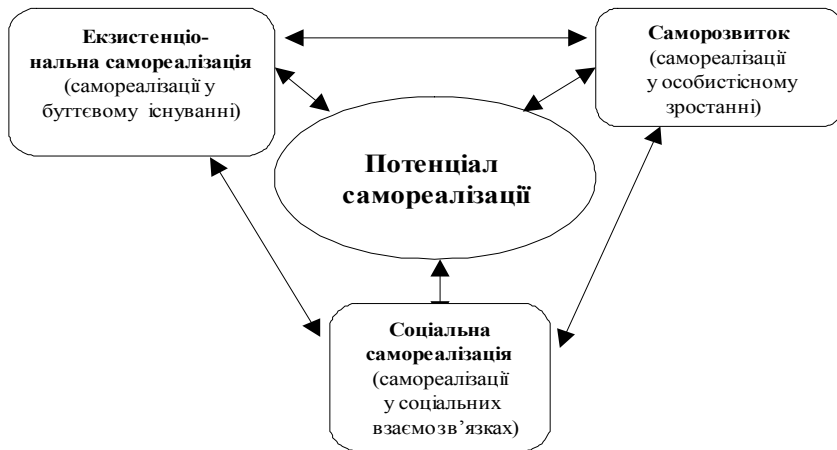 Екзистенціо-
нальна самореалізація
(самореалізації у
буттєвому існуванні)
Саморозвиток
(самореалізації
у особистісному
зростанні)
Потенціал
самореалізації
Соціальна
самореалізація
(самореалізації
у соціальних
взаємозв’язках)